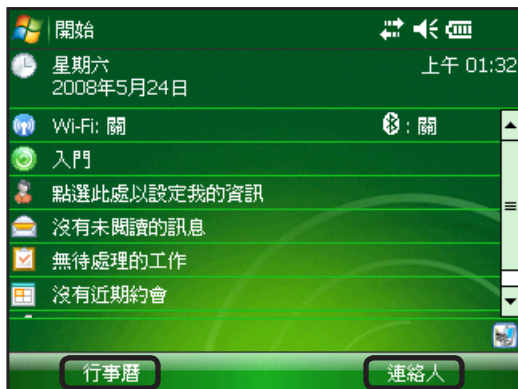 開始
星期六 上午 01:32
2008年5月24日
Wi-Fi: 關 : 關
入門
點選此處以設定我的資訊
沒有未閱讀的訊息
無待處理的工作
沒有近期約會
行事曆 連絡人